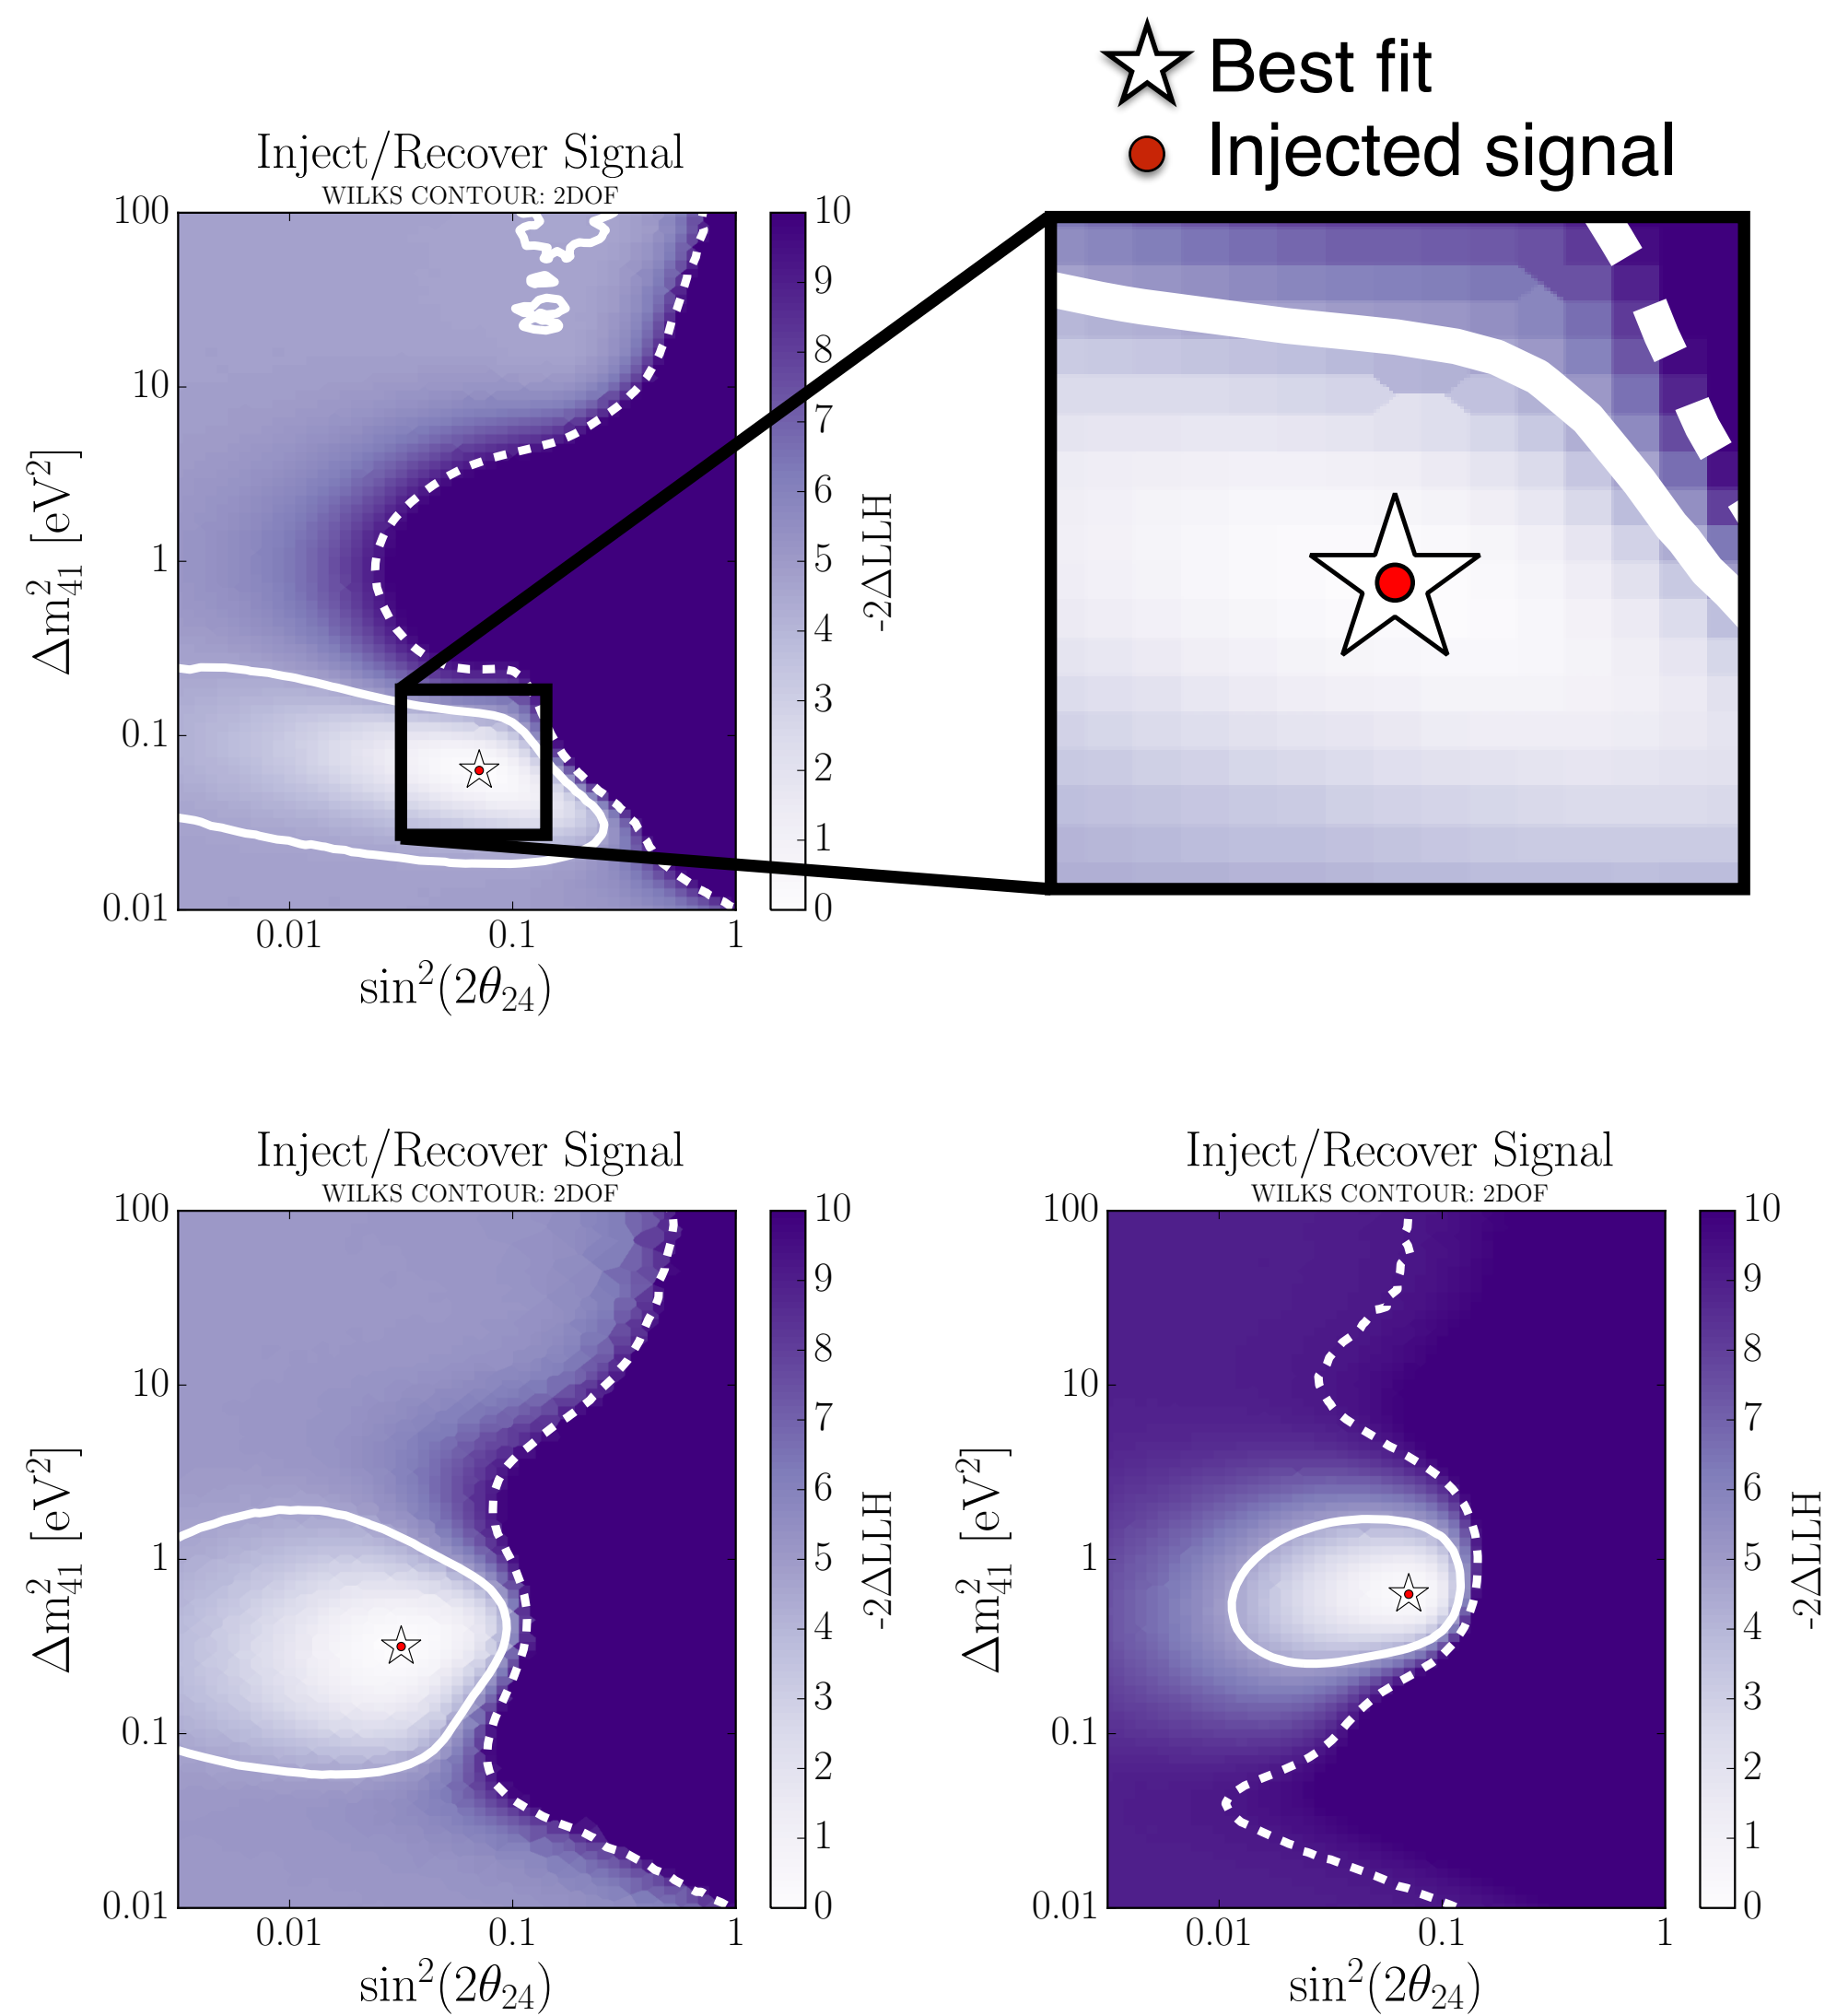 Best fit
Injected signal
Inject/Recover Signal
WILKS CONTOUR: 2DOF
100
10
1
0.1
0.01
Δm²₄₁ [eV²]
0.01 0.1 1
sin²(2θ₂₄)
10
9
8
7
6
5
4
3
2
1
0
-2ΔLLH
Inject/Recover Signal
WILKS CONTOUR: 2DOF
100
10
1
0.1
0.01
Δm²₄₁ [eV²]
0.01 0.1 1
sin²(2θ₂₄)
10
9
8
7
6
5
4
3
2
1
0
-2ΔLLH
Inject/Recover Signal
WILKS CONTOUR: 2DOF
100
10
1
0.1
0.01
Δm²₄₁ [eV²]
0.01 0.1 1
sin²(2θ₂₄)
10
9
8
7
6
5
4
3
2
1
0
-2ΔLLH